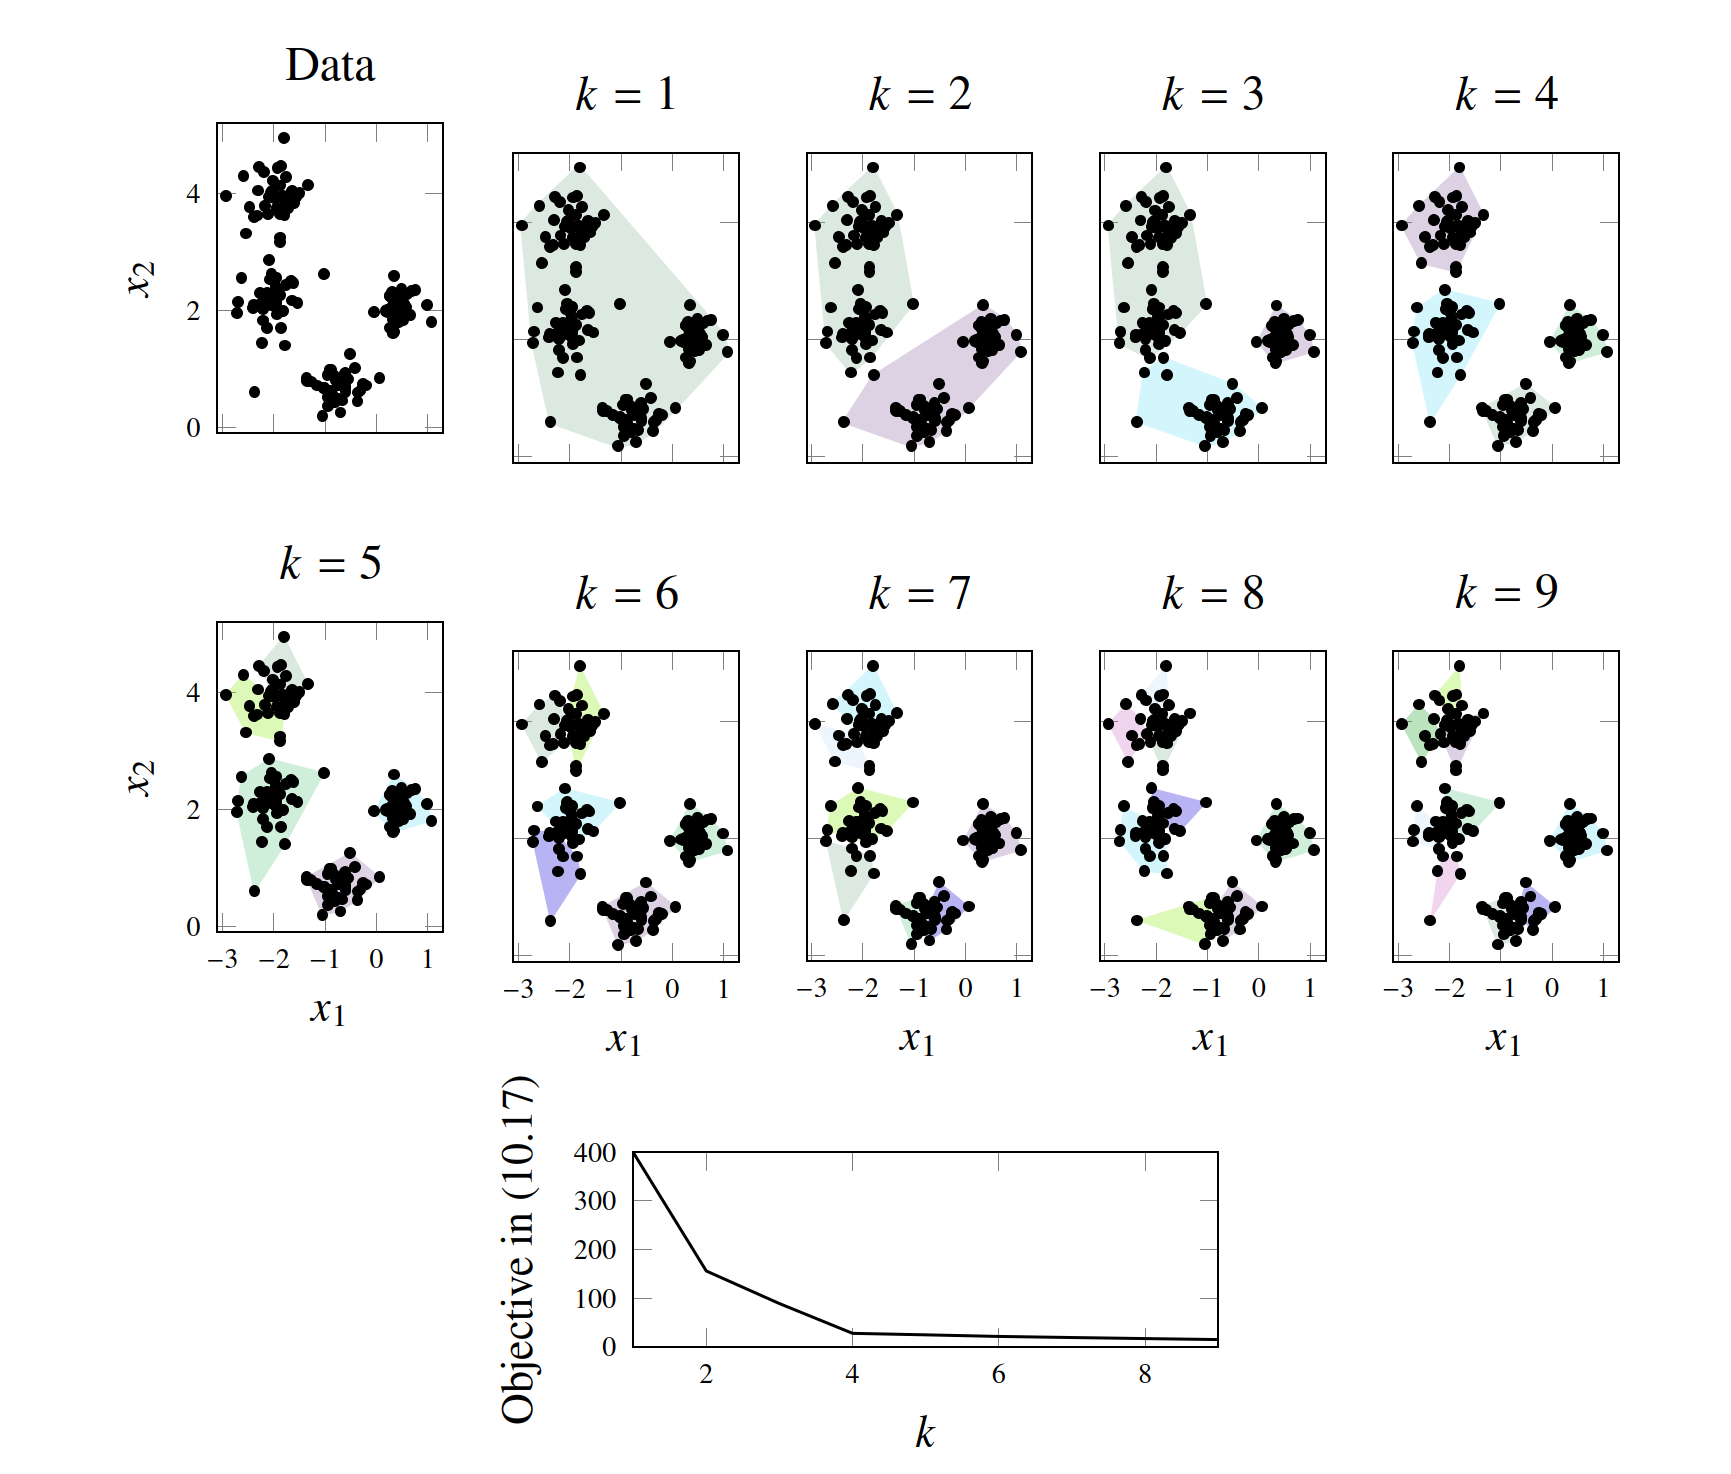 Data
k = 1
k = 2
k = 3
k = 4
4
2
0
x2
k = 5
k = 6
k = 7
k = 8
k = 9
4
2
0
x2
−3 −2 −1 0 1
x1
−3 −2 −1 0 1
x1
−3 −2 −1 0 1
x1
−3 −2 −1 0 1
x1
−3 −2 −1 0 1
x1
Objective in (10.17)
400
300
200
100
0
2 4 6 8
k